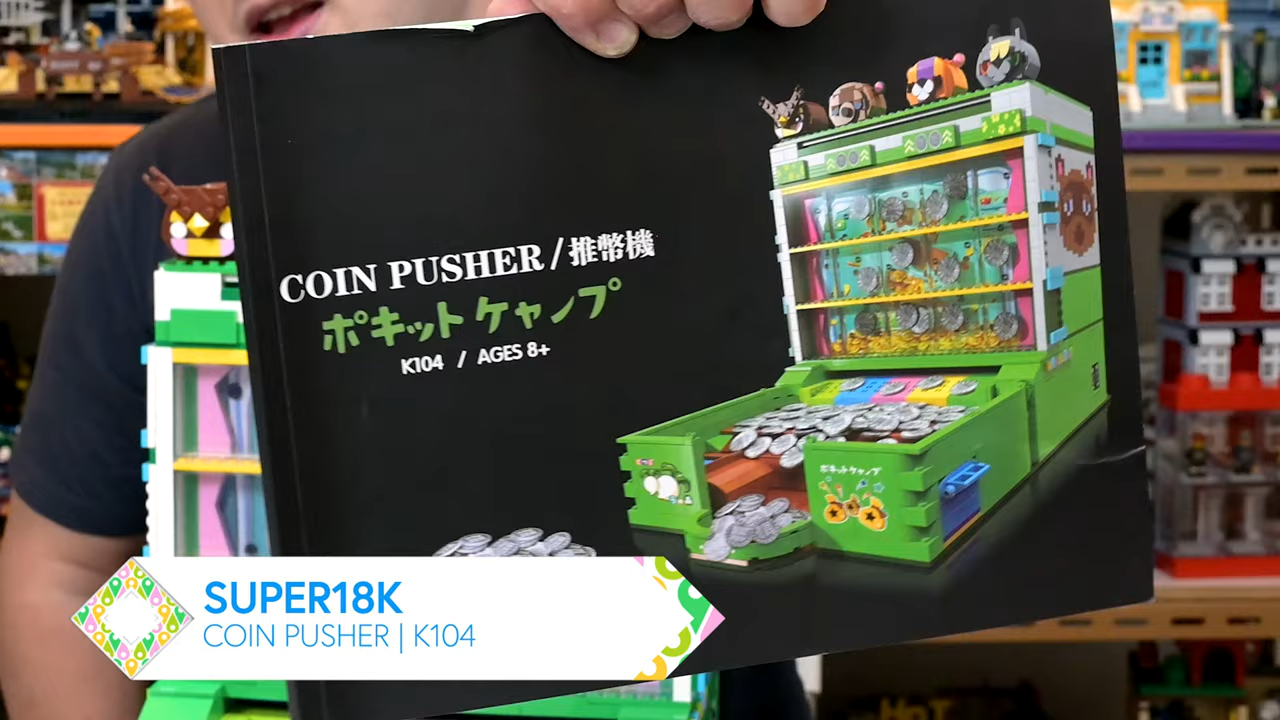 COIN PUSHER/推幣機
ポキットケャンプ
K104 / AGES 8+
ポキットケャンプ
SUPER18K
COIN PUSHER | K104